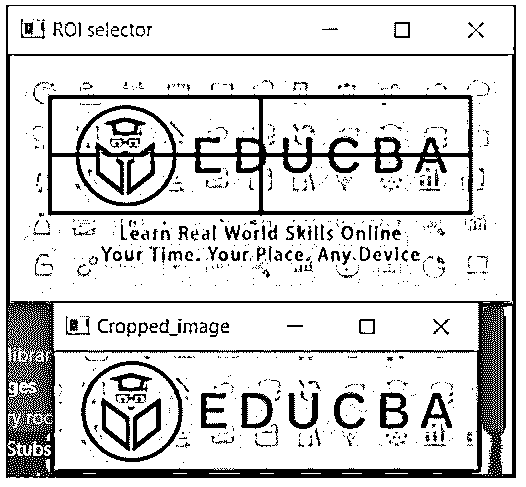 ROI selector
EDUCBA
Learn Real World Skills Online
Your Time. Your Place. Any Device
Cropped_image
EDUCBA
librar
ges
ry roc
Stubs